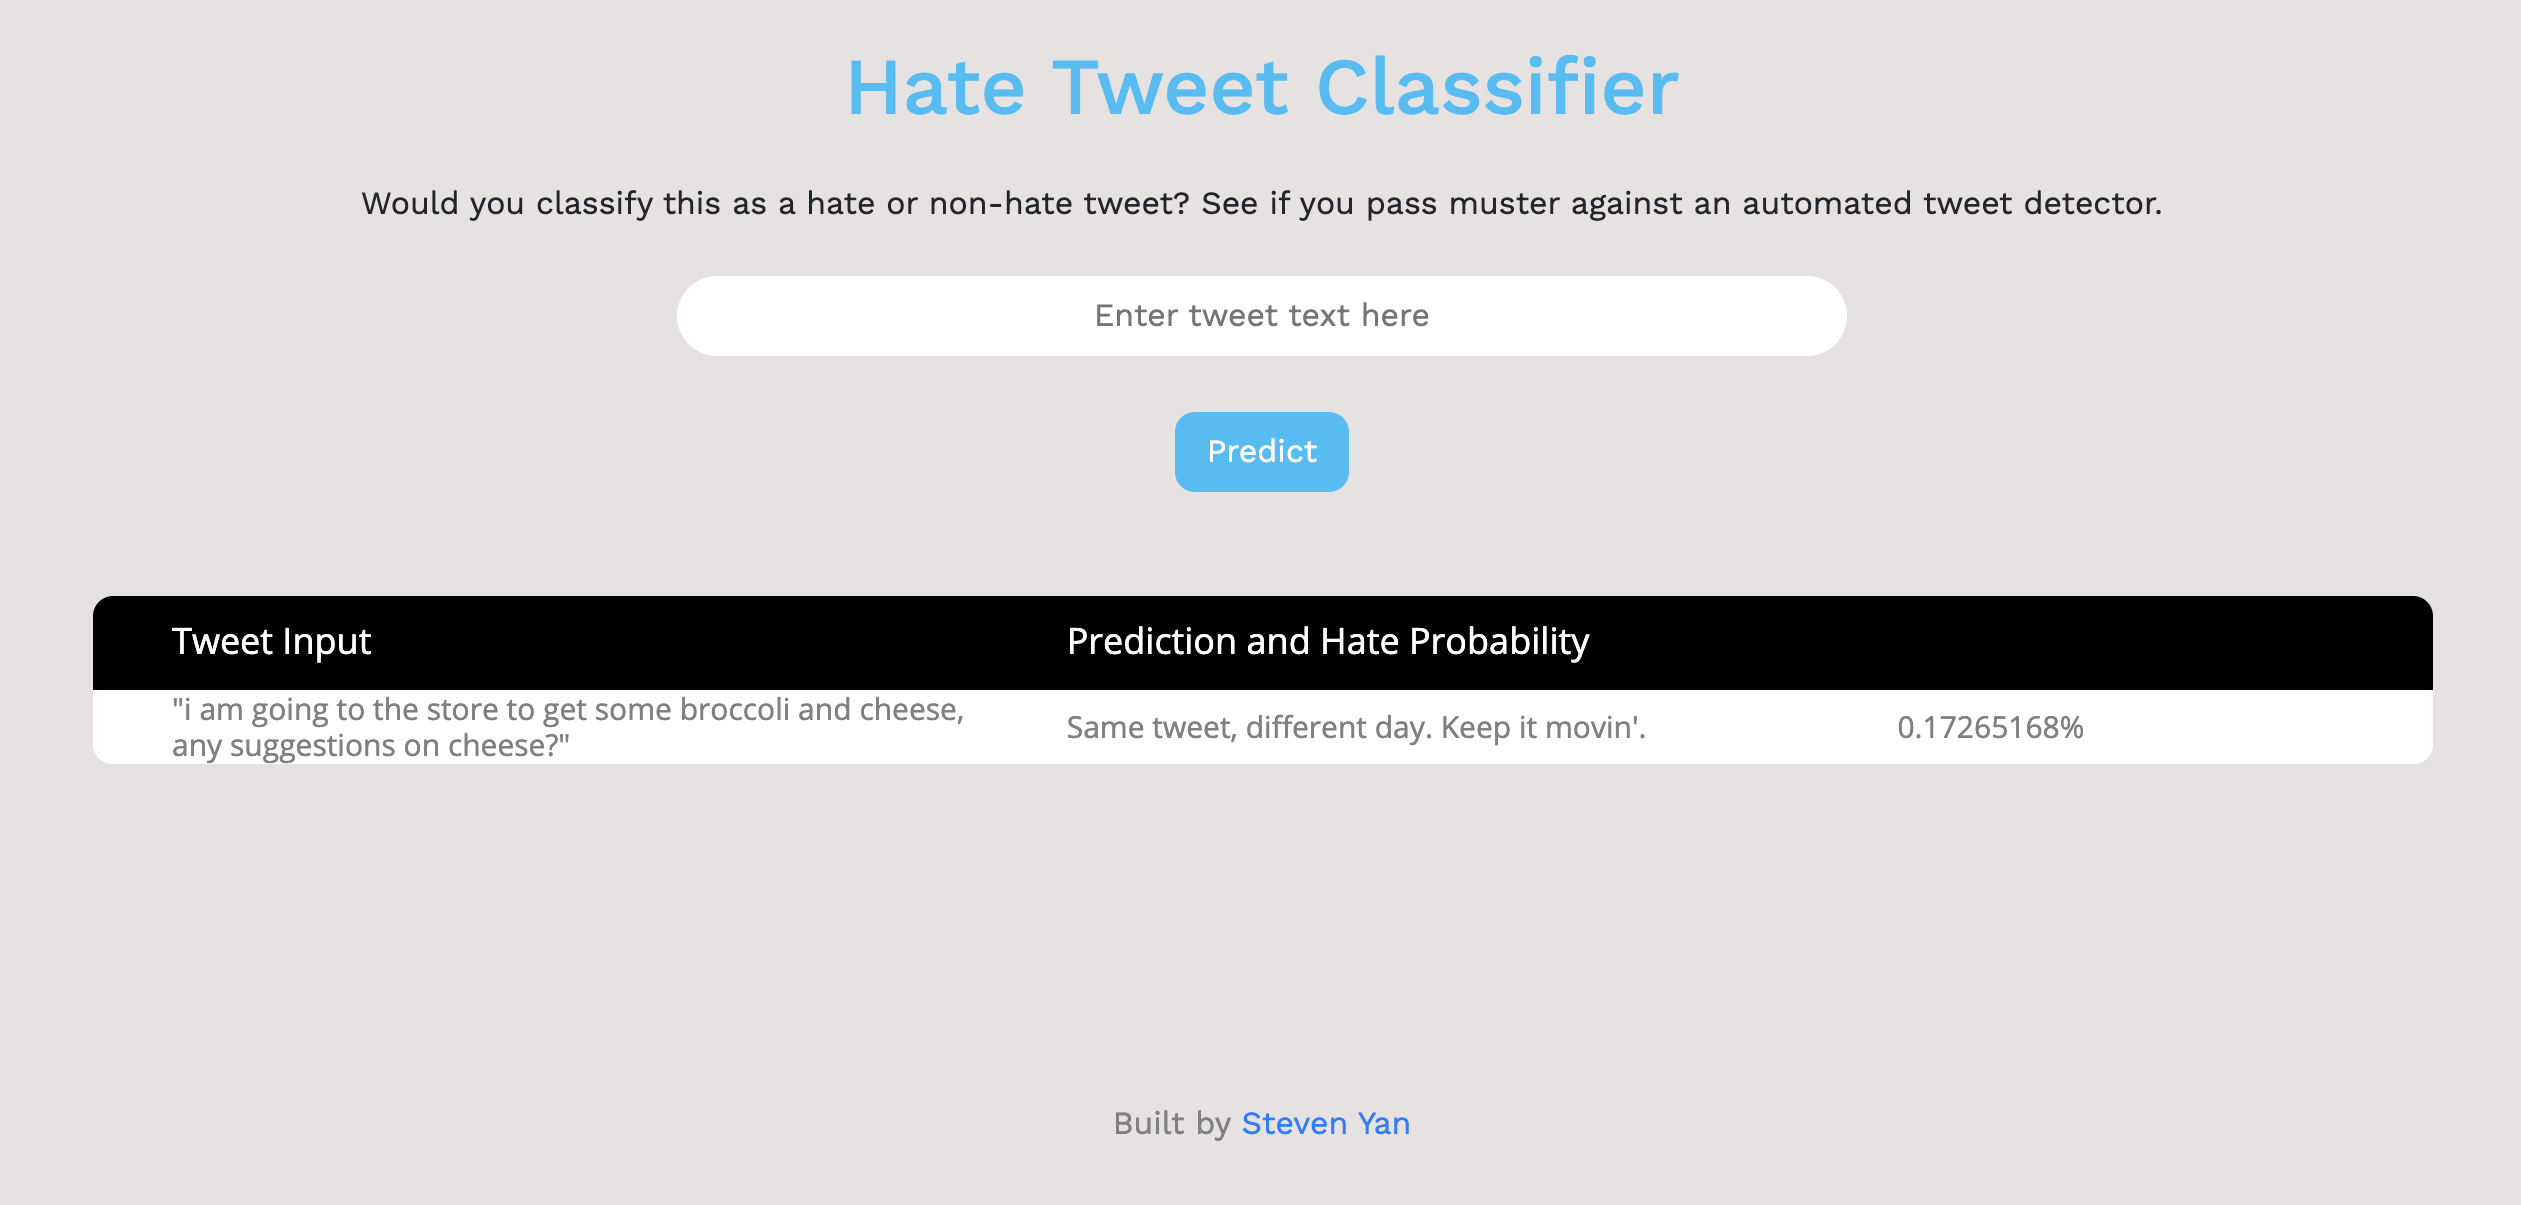 Hate Tweet Classifier
Would you classify this as a hate or non-hate tweet? See if you pass muster against an automated tweet detector.
Enter tweet text here
Predict
Tweet Input
Prediction and Hate Probability
"i am going to the store to get some broccoli and cheese,
any suggestions on cheese?"
Same tweet, different day. Keep it movin'.
0.17265168%
Built by Steven Yan